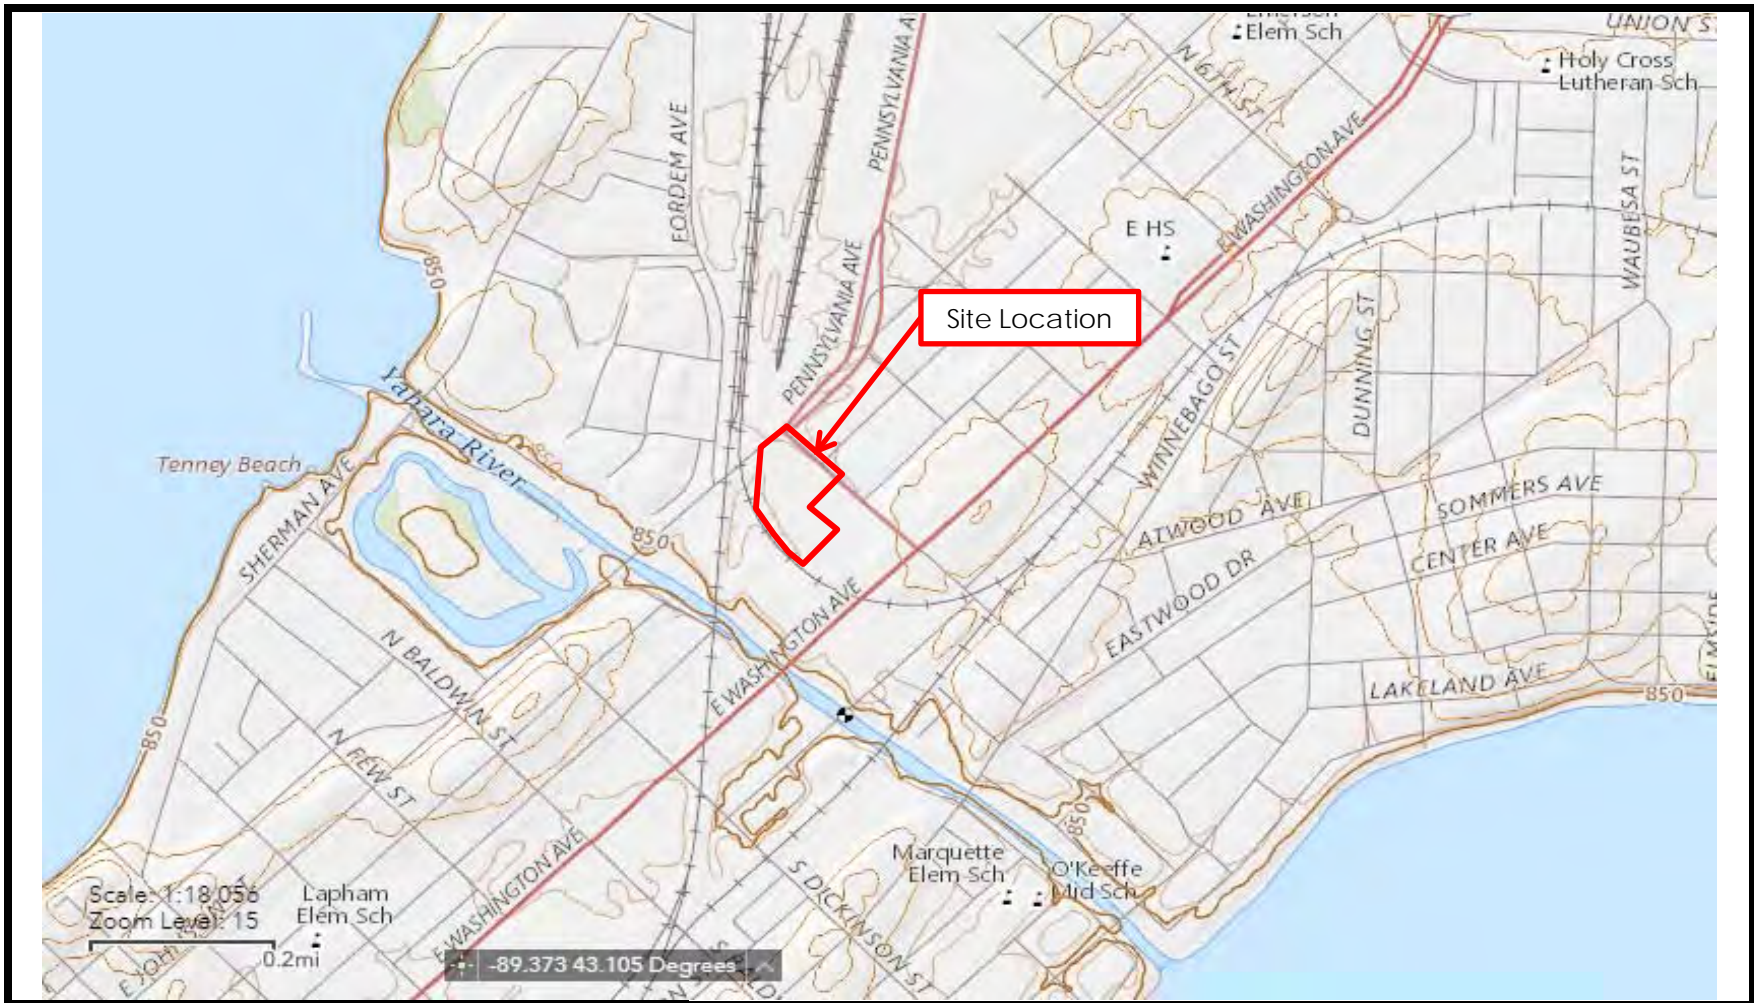 UNION ST
Elem Sch
Holy Cross
Lutheran Sch
N 6TH ST
PENNSYLVANIA A
FORDEM AVE
PENNSYLVANIA AVE
E WASHINGTON AVE
WAUBESA ST
E HS
850
Site Location
PENNSYLVANIA AVE
DUNNING ST
WINNEBAGO ST
Yahara River
Tenney Beach
850
SHERMAN AVE
850
ATWOOD AVE
SOMMERS AVE
CENTER AVE
EASTWOOD DR
E WASHINGTON AVE
ELMSIDE
N BALDWIN ST
LAKELAND AVE
850
850
N FEW ST
850
E WASHINGTON AVE
Marquette
Elem Sch
O'Keeffe
Mid Sch
S DICKINSON ST
Scale: 1:18,056
Zoom Level: 15
Lapham
Elem Sch
0.2mi
E JOH
-89.373 43.105 Degrees